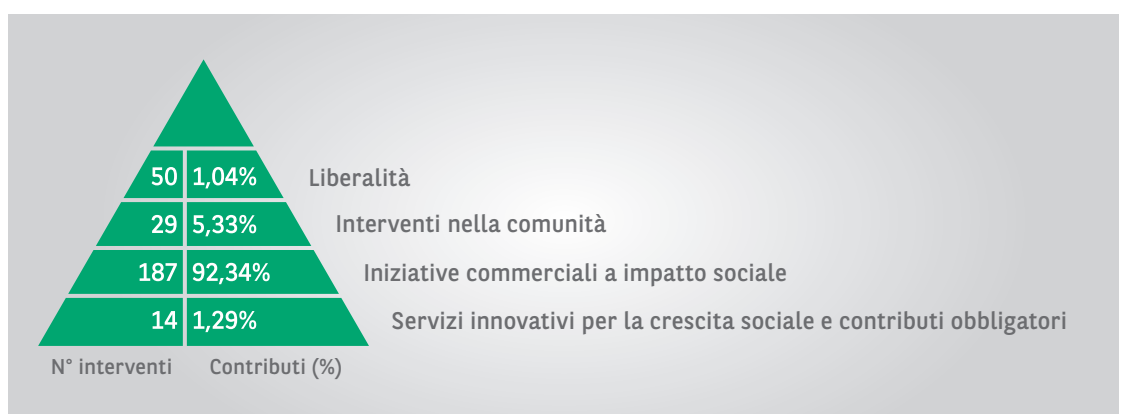 50 1,04% Liberalità
29 5,33% Interventi nella comunità
187 92,34% Iniziative commerciali a impatto sociale
14 1,29% Servizi innovativi per la crescita sociale e contributi obbligatori
N° interventi Contributi (%)